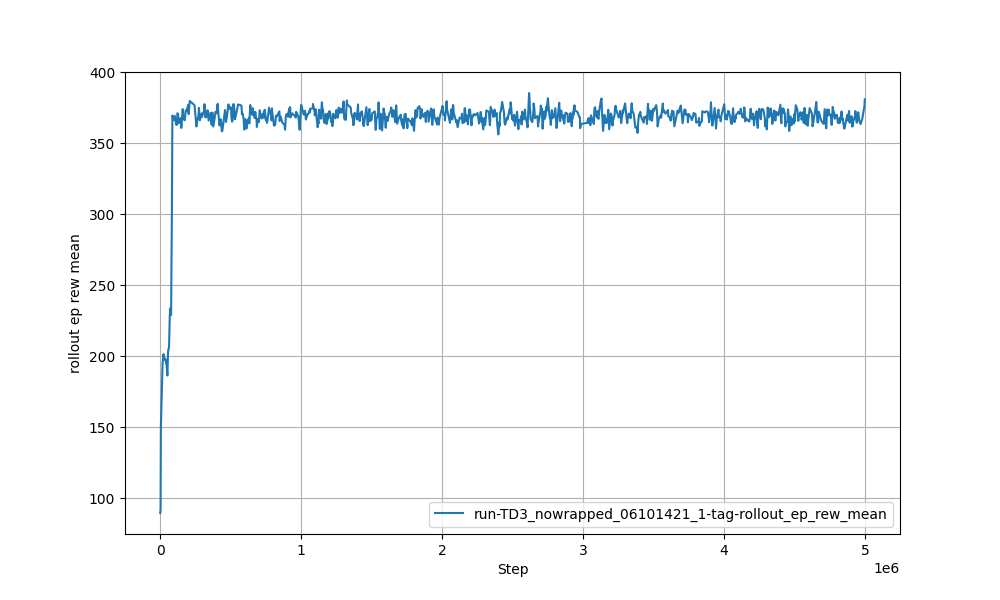 400
350
300
250
200
150
100
rollout ep rew mean
run-TD3_nowrapped_06101421_1-tag-rollout_ep_rew_mean
0 1 2 3 4 5
1e6
Step